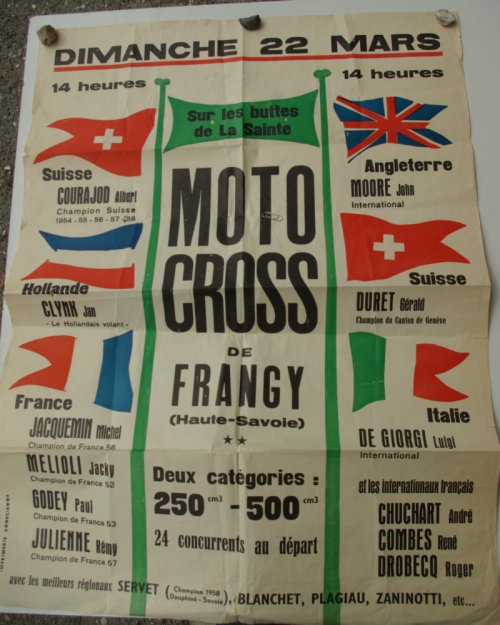 DIMANCHE 22 MARS
14 heures
14 heures
Sur les buttes
de La Sainte
MOTO
CROSS
DE
FRANGY
(Haute-Savoie)
★★
Deux catégories :
250 cm3 - 500 cm3
24 concurrents au départ
Suisse
COURAJOD Albert
Champion Suisse
1954 - 55 - 56 - 57 - 58
Hollande
CLYNK Jan
- Le Hollandais volant -
France
JACQUEMIN Michel
Champion de France 56
MELIOLI Jacky
Champion de France 52
GODEY Paul
Champion de France 53
JULIENNE Rémy
Champion de France 57
Angleterre
MOORE John
International
Suisse
DURET Gérald
Champion du Canton de Genève
Italie
DE GIORGI Luigi
International
et les internationaux français
CHUCHART André
COMBES René
DROBECQ Roger
avec les meilleurs régionaux SERVET (Champion 1958 Dauphiné - Savoie), BLANCHET, PLAGIAU, ZANINOTTI, etc...
IMPRIMERIE ANNECIENNE